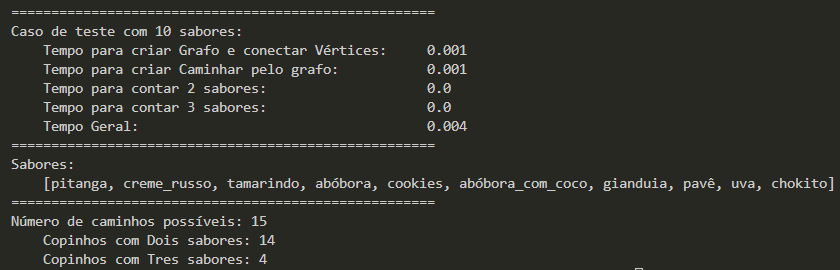 =====================================================
Caso de teste com 10 sabores:
    Tempo para criar Grafo e conectar Vértices:     0.001
    Tempo para criar Caminhar pelo grafo:           0.001
    Tempo para contar 2 sabores:                    0.0
    Tempo para contar 3 sabores:                    0.0
    Tempo Geral:                                    0.004
=====================================================
Sabores:
    [pitanga, creme_russo, tamarindo, abóbora, cookies, abóbora_com_coco, gianduia, pavê, uva, chokito]
=====================================================
Número de caminhos possíveis: 15
    Copinhos com Dois sabores: 14
    Copinhos com Tres sabores: 4